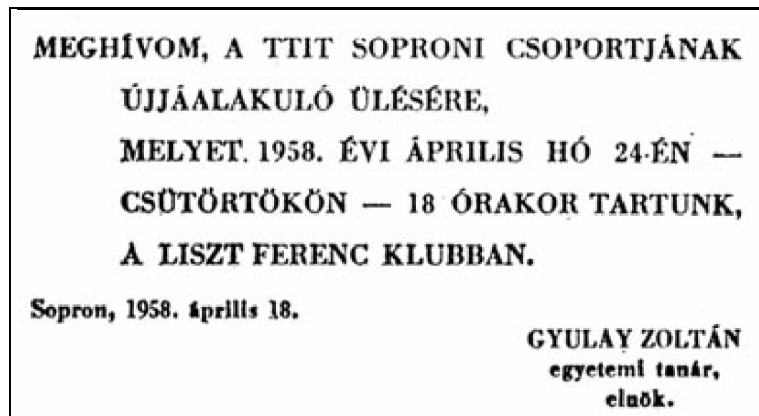 MEGHÍVOM, A TTIT SOPRONI CSOPORTJÁNAK
ÚJJÁALAKULÓ ÜLÉSÉRE,
MELYET. 1958. ÉVI ÁPRILIS HÓ 24-ÉN —
CSÜTÖRTÖKÖN — 18 ÓRAKOR TARTUNK,
A LISZT FERENC KLUBBAN.
Sopron, 1958. április 18.
GYULAY ZOLTÁN
egyetemi tanár,
elnök.